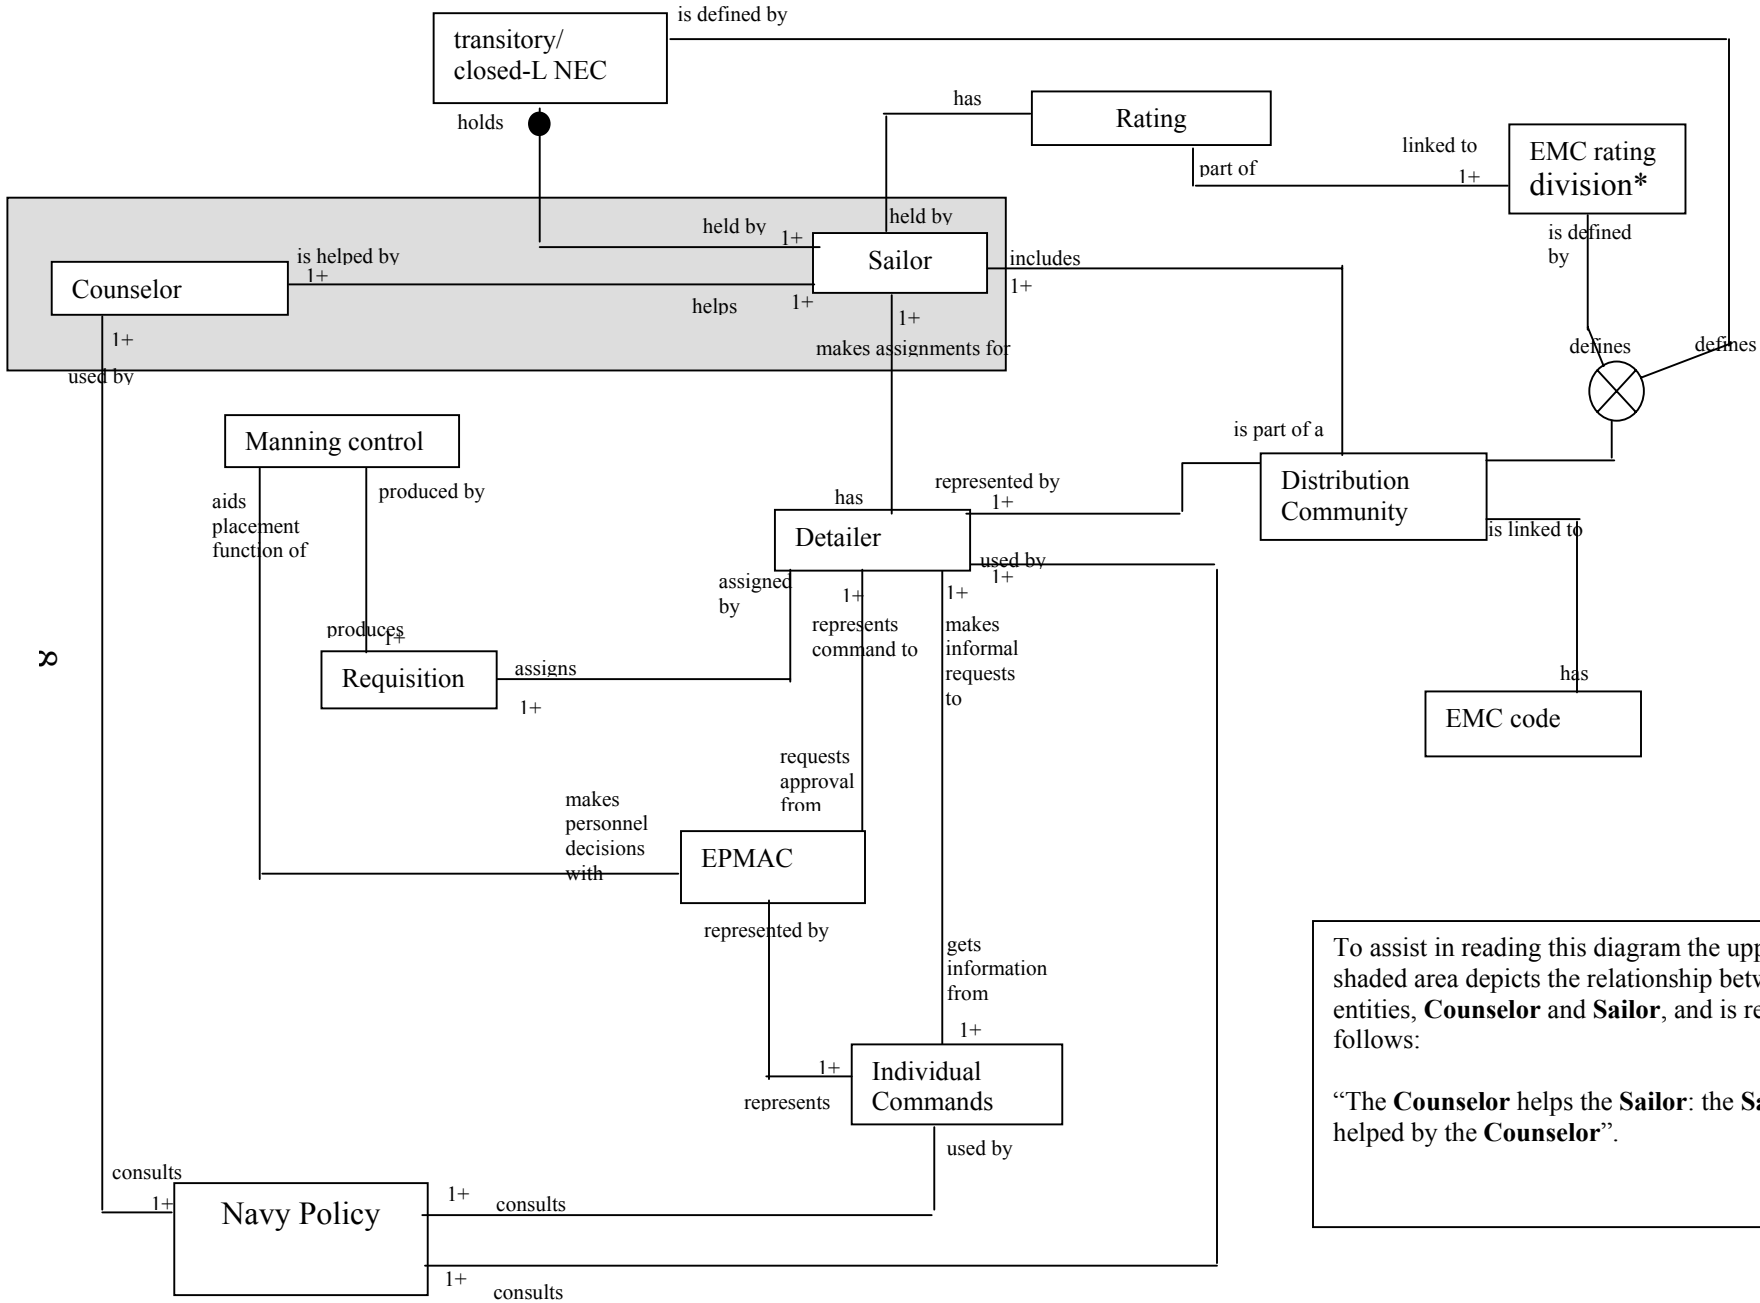 is defined by
transitory/
closed-L NEC
has
Rating
holds
linked to
EMC rating
division*
part of
1+
held by
held by
1+
is defined
by
is helped by
1+
Sailor
includes
1+
Counselor
helps
1+
1+
1+
makes assignments for
defines
defines
used by
Manning control
is part of a
produced by
represented by
1+
Distribution
Community
aids
placement
function of
has
Detailer
is linked to
used by
1+
assigned
by
1+
1+
produces
1+
represents
command to
makes
informal
requests
to
8
Requisition
assigns
1+
has
EMC code
requests
approval
from
makes
personnel
decisions
with
EPMAC
represented by
gets
information
from
1+
To assist in reading this diagram the upp
shaded area depicts the relationship betw
entities, Counselor and Sailor, and is re
follows:
“The Counselor helps the Sailor: the Sa
helped by the Counselor”.
1+
Individual
Commands
represents
used by
consults
1+
Navy Policy
1+
consults
1+
consults